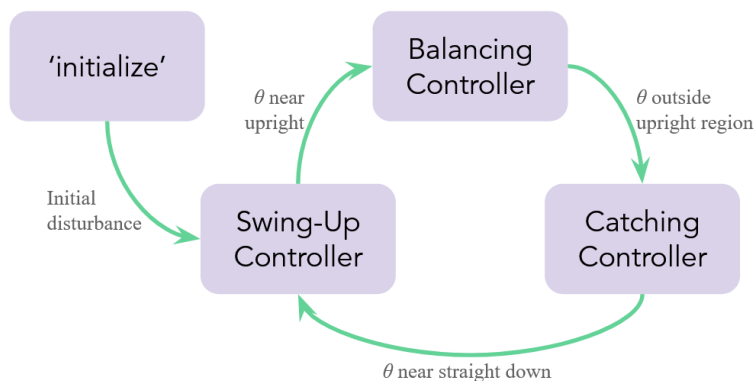 ‘initialize’
Initial
disturbance
Swing-Up
Controller
θ near
upright
Balancing
Controller
θ outside
upright region
Catching
Controller
θ near straight down